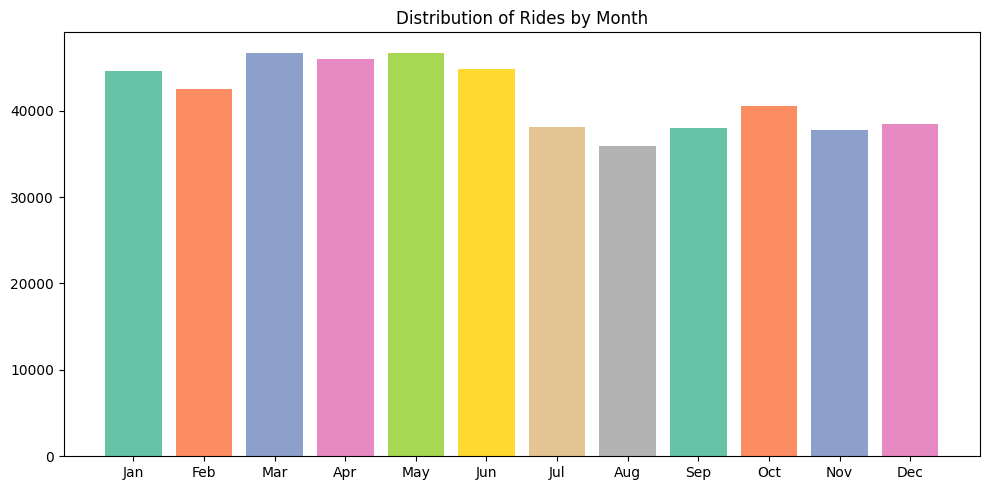 Distribution of Rides by Month
40000
30000
20000
10000
0
Jan Feb Mar Apr May Jun Jul Aug Sep Oct Nov Dec